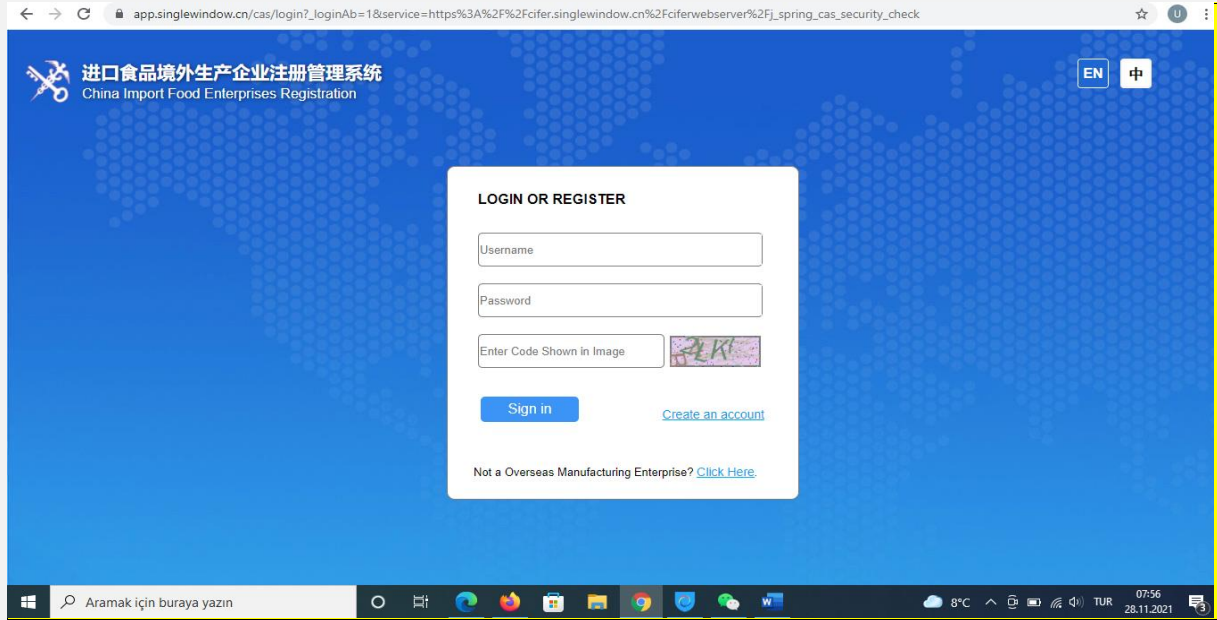 app.singlewindow.cn/cas/login?_loginAb=1&service=https%3A%2F%2Fcifer.singlewindow.cn%2Fciferwebserver%2Fj_spring_cas_security_check
U
进口食品境外生产企业注册管理系统
China Import Food Enterprises Registration
EN
中
LOGIN OR REGISTER
Username
Password
Enter Code Shown in Image
Sign in
Create an account
Not a Overseas Manufacturing Enterprise? Click Here.
Aramak için buraya yazın
8°C
TUR
07:56
28.11.2021
3